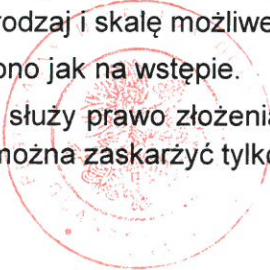 rodzaj i skalę możliwe
ono jak na wstępie.
służy prawo złożenia
można zaskarżyć tylko